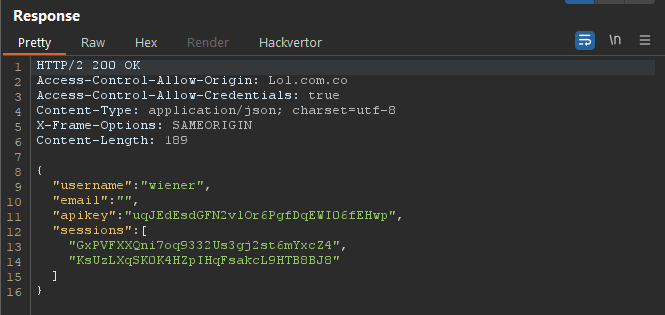 Response
Pretty Raw Hex Render Hackvertor \n
1 HTTP/2 200 OK
2 Access-Control-Allow-Origin: Lol.com.co
3 Access-Control-Allow-Credentials: true
4 Content-Type: application/json; charset=utf-8
5 X-Frame-Options: SAMEORIGIN
6 Content-Length: 189
7
8 {
9 "username":"wiener",
10 "email":"",
11 "apikey":"uqJEdEsdGFN2vlOr6PgfDqEWIO6fEHwp",
12 "sessions":[
13 "GxPVFXXQni7oq9332Us3gj2st6mYxcZ4",
14 "KsUzLXqSKOK4HZpIHqFsakcL9HTB8BJ8"
15 ]
16 }